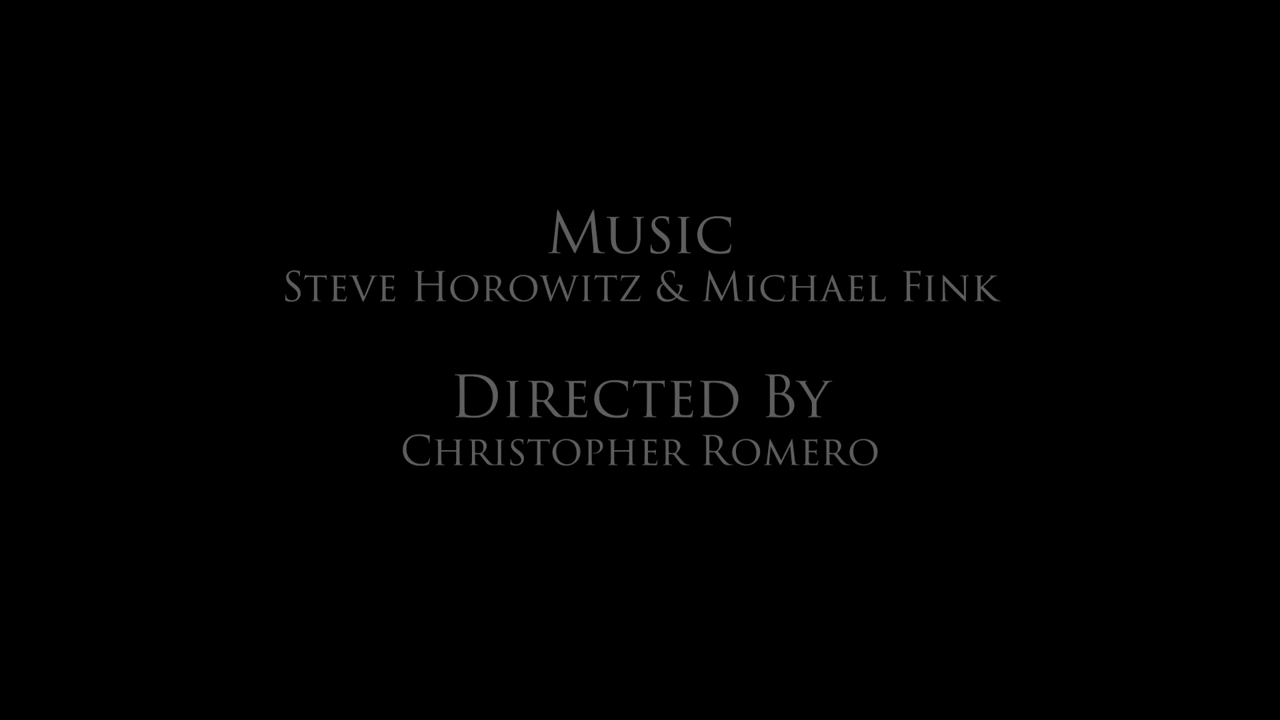 Music
Steve Horowitz & Michael Fink
Directed By
Christopher Romero